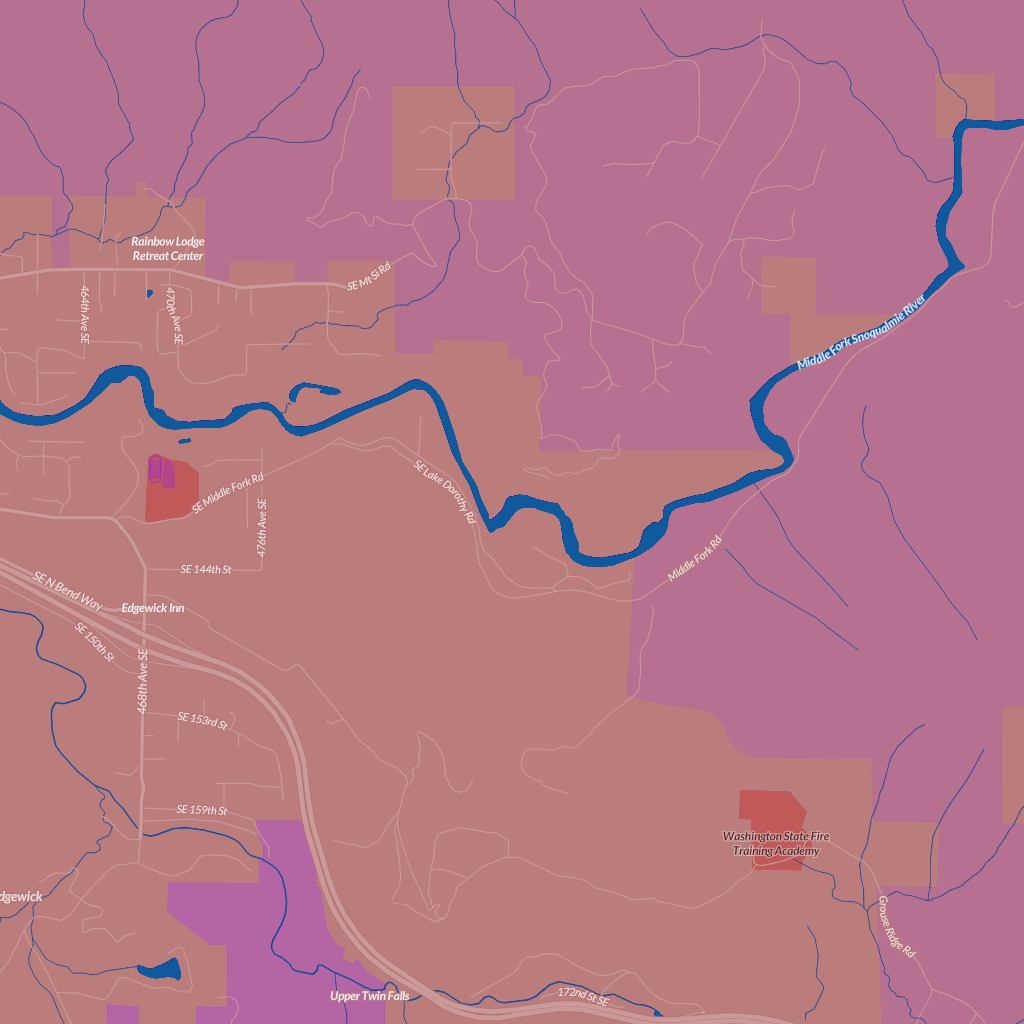 Rainbow Lodge
Retreat Center
SE Mt Si Rd
464th Ave SE
470th Ave SE
Middle Fork Snoqualmie River
SE Lake Dorothy Rd
SE Middle Fork Rd
476th Ave SE
Middle Fork Rd
SE 144th St
SE N Bend Way
Edgewick Inn
SE 150th St
468th Ave SE
SE 153rd St
SE 159th St
Washington State Fire
Training Academy
dgewick
Grouse Ridge Rd
Upper Twin Falls
172nd St SE